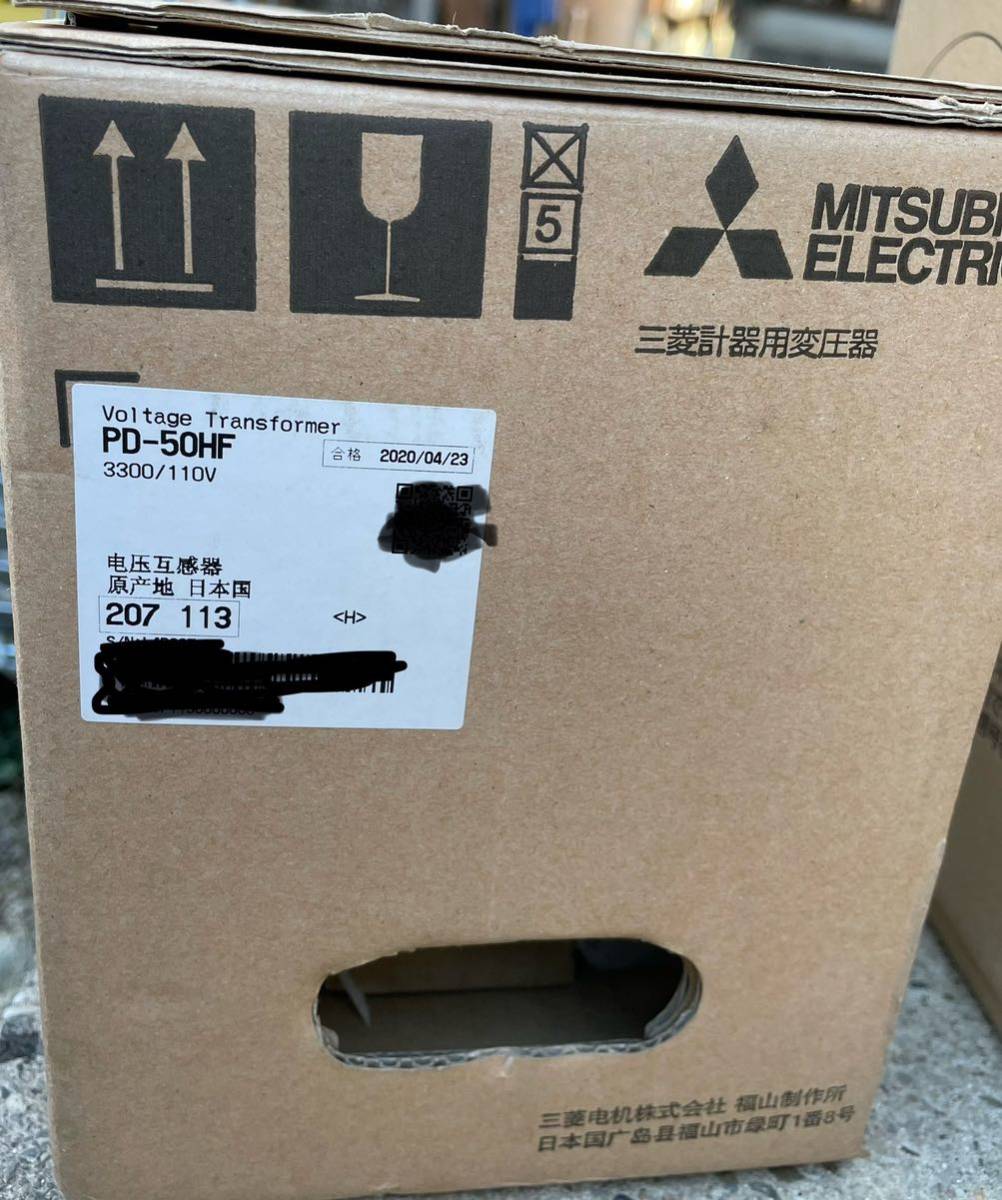 5
MITSUBI
ELECTRI
三菱計器用変圧器
Voltage Transformer
PD-50HF
合格 2020/04/23
3300/110V
电压互感器
原产地 日本国
207 113
<H>
三菱电机株式会社 福山制作所
日本国广岛县福山市绿町1番8号